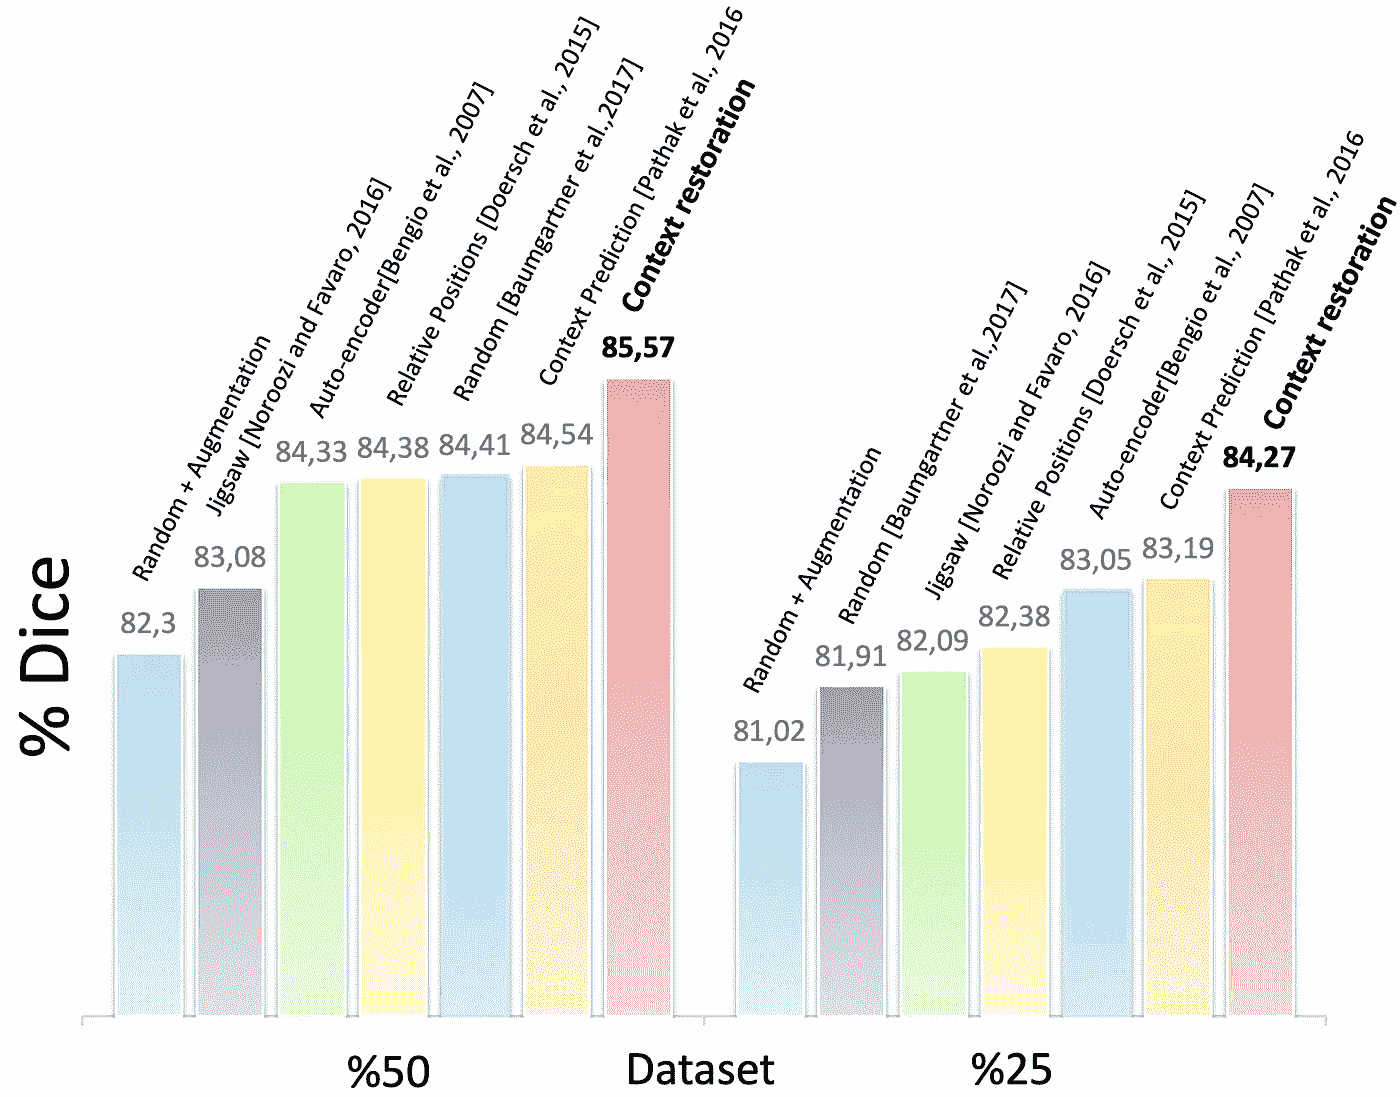 % Dice
Random + Augmentation
82,3
Jigsaw [Noroozi and Favaro, 2016]
83,08
Auto-encoder[Bengio et al., 2007]
84,33
Relative Positions [Doersch et al., 2015]
84,38
Random [Baumgartner et al.,2017]
84,41
Context Prediction [Pathak et al., 2016
84,54
Context restoration
85,57
Random + Augmentation
81,02
Random [Baumgartner et al.,2017]
81,91
Jigsaw [Noroozi and Favaro, 2016]
82,09
Relative Positions [Doersch et al., 2015]
82,38
Auto-encoder[Bengio et al., 2007]
83,05
Context Prediction [Pathak et al., 2016
83,19
Context restoration
84,27
%50
Dataset
%25